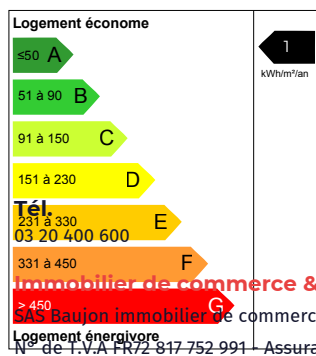 Logement économe
≤50 A
1
kWh/m²/an
51 à 90 B
91 à 150 C
151 à 230 D
Tél.
231 à 330 E
03 20 400 600
331 à 450 F
Immobilier de commerce &
> 450 G
SAS Baujon immobilier de commerc
Logement énergivore
N° de T.V.A FR72 817 752 991 - Assura